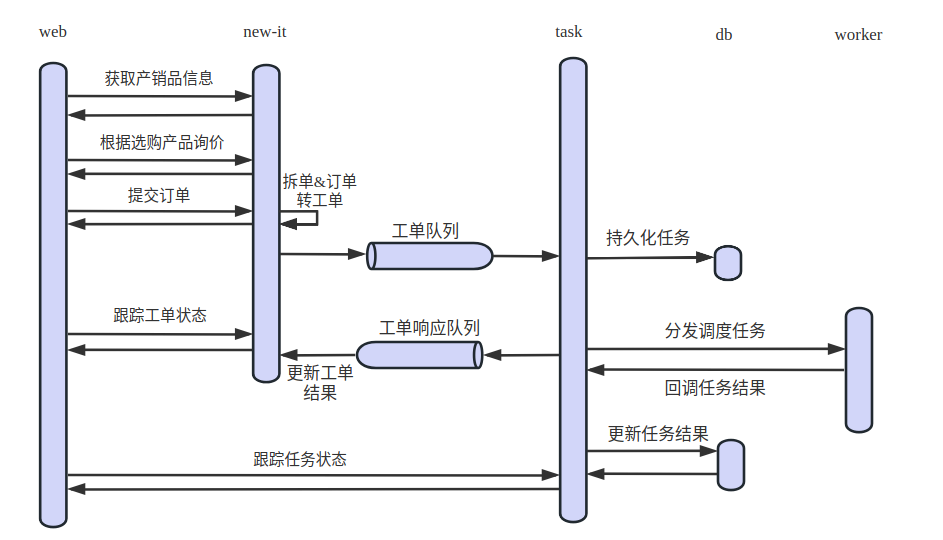 web
new-it
task
db
worker
获取产销品信息
根据选购产品询价
提交订单
拆单&订单
转工单
工单队列
持久化任务
跟踪工单状态
工单响应队列
分发调度任务
更新工单
结果
回调任务结果
更新任务结果
跟踪任务状态